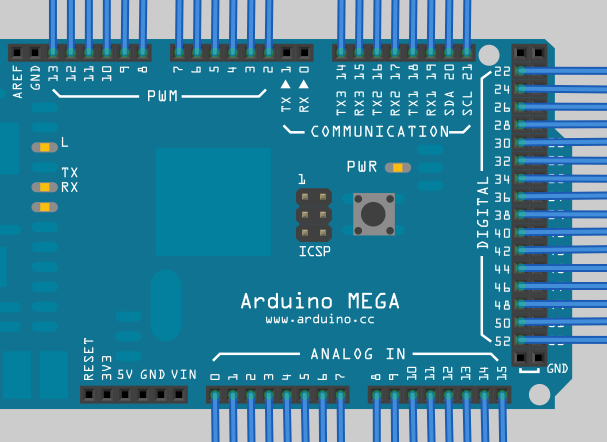 AREF GND 13 12 11 10 9 8 7 6 5 4 3 2 TX ▶ 1 RX ▶ 0 TX3 14 RX3 15 TX2 16 RX2 17 TX1 18 RX1 19 SDA 20 SCL 21
PWM
COMMUNICATION
L
TX
RX
PWR
1
ICSP
DIGITAL
22
24
26
28
30
32
34
36
38
40
42
44
46
48
50
52
GND
Arduino MEGA
www.arduino.cc
ANALOG IN
RESET 3V3 5V GND VIN 0 1 2 3 4 5 6 7 8 9 10 11 12 13 14 15